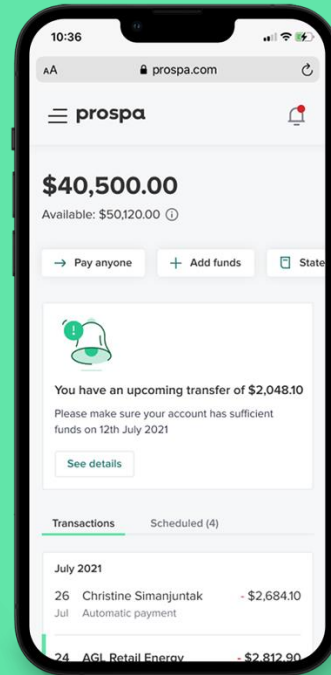 10:36
AA prospa.com
prospa
$40,500.00
Available: $50,120.00
Pay anyone Add funds State
You have an upcoming transfer of $2,048.10
Please make sure your account has sufficient
funds on 12th July 2021
See details
Transactions Scheduled (4)
July 2021
26 Christine Simanjuntak - $2,684.10
Jul Automatic payment
24 AGL Retail Energy - $2,812.90